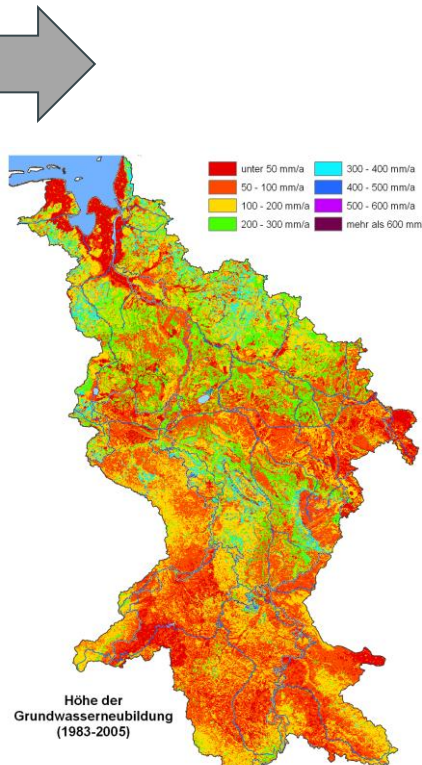 unter 50 mm/a
50 - 100 mm/a
100 - 200 mm/a
200 - 300 mm/a
300 - 400 mm/a
400 - 500 mm/a
500 - 600 mm/a
mehr als 600 mm
Höhe der
Grundwasserneubildung
(1983-2005)